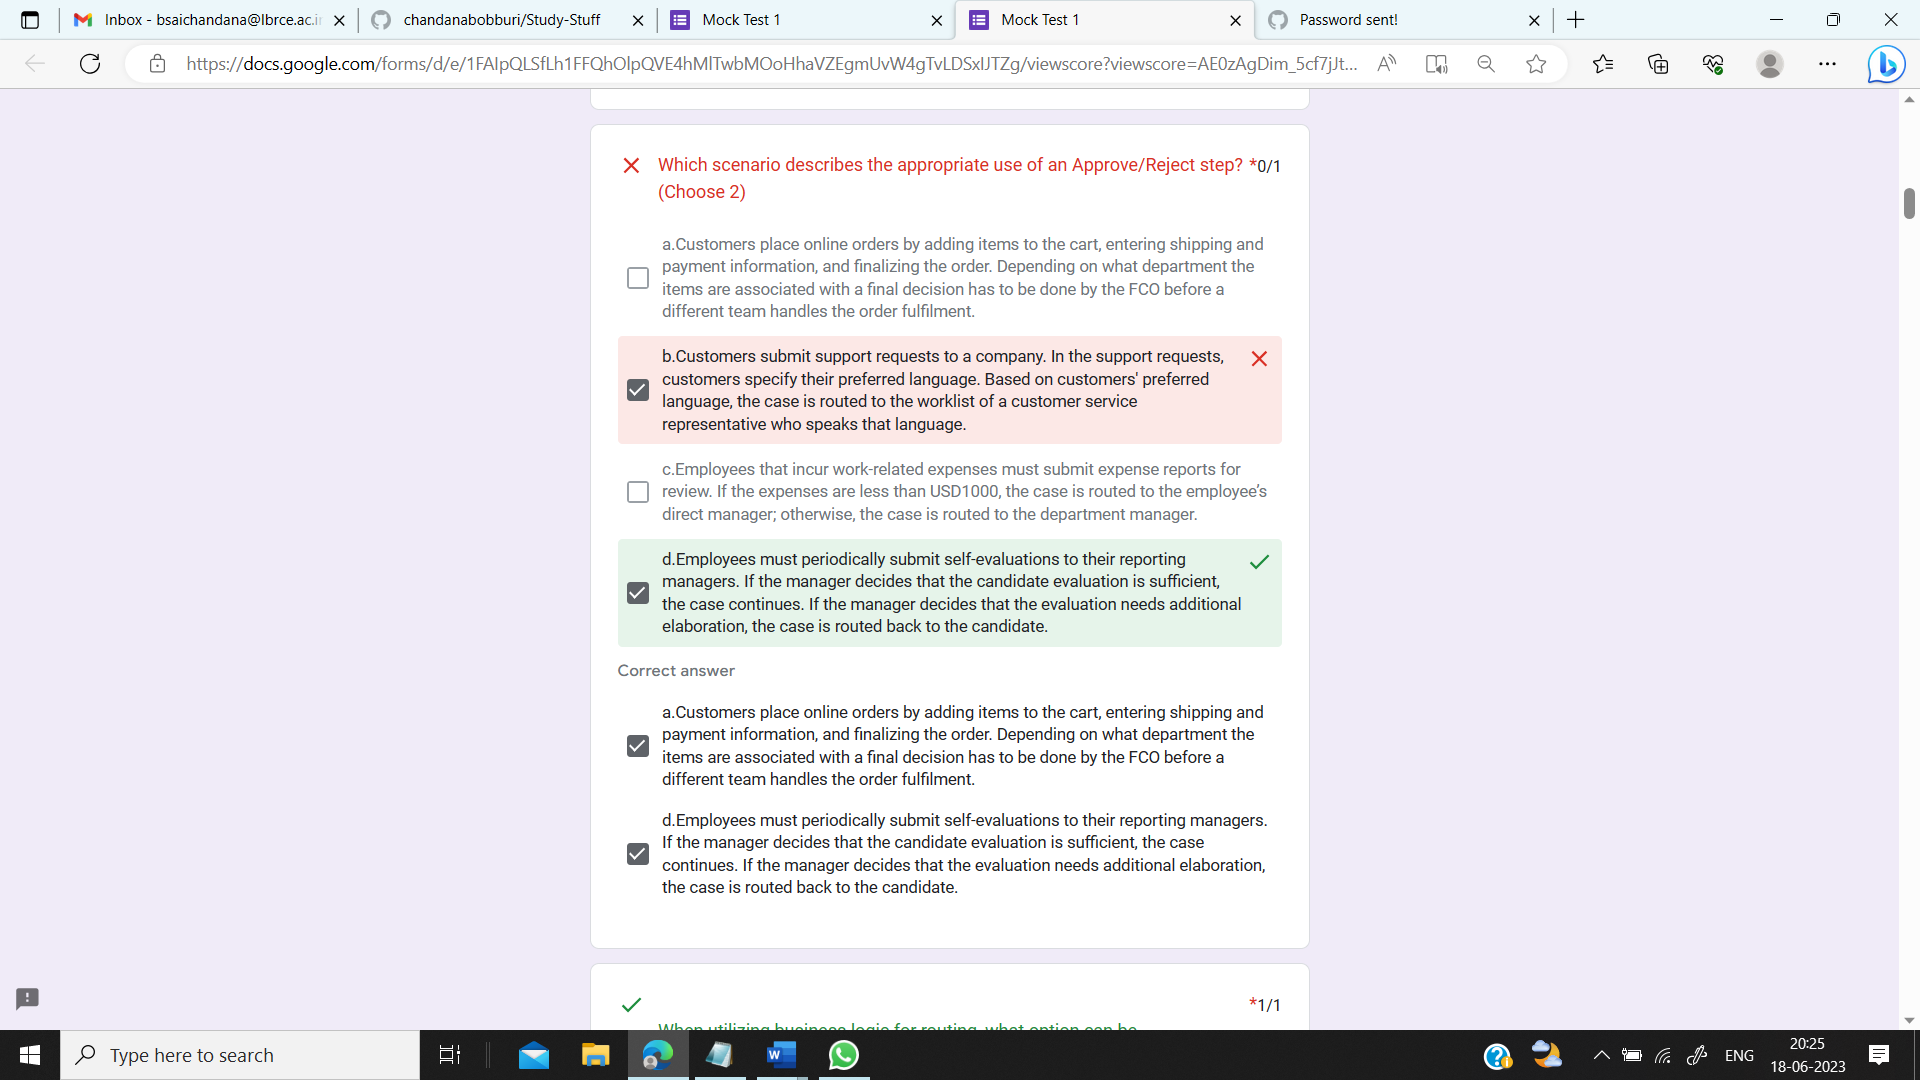 Inbox - bsaichandana@lbrce.ac.i
chandanabobburi/Study-Stuff
Mock Test 1
Mock Test 1
Password sent!
https://docs.google.com/forms/d/e/1FAIpQLSfLh1FFQhOlpQVE4hMlTwbMOoHhaVZEgmUvW4gTvLDSxIJTZg/viewscore?viewscore=AE0zAgDim_5cf7jJt...
Which scenario describes the appropriate use of an Approve/Reject step? *0/1
(Choose 2)
a.Customers place online orders by adding items to the cart, entering shipping and
payment information, and finalizing the order. Depending on what department the
items are associated with a final decision has to be done by the FCO before a
different team handles the order fulfilment.
b.Customers submit support requests to a company. In the support requests,
customers specify their preferred language. Based on customers' preferred
language, the case is routed to the worklist of a customer service
representative who speaks that language.
c.Employees that incur work-related expenses must submit expense reports for
review. If the expenses are less than USD1000, the case is routed to the employee’s
direct manager; otherwise, the case is routed to the department manager.
d.Employees must periodically submit self-evaluations to their reporting
managers. If the manager decides that the candidate evaluation is sufficient,
the case continues. If the manager decides that the evaluation needs additional
elaboration, the case is routed back to the candidate.
Correct answer
a.Customers place online orders by adding items to the cart, entering shipping and
payment information, and finalizing the order. Depending on what department the
items are associated with a final decision has to be done by the FCO before a
different team handles the order fulfilment.
d.Employees must periodically submit self-evaluations to their reporting managers.
If the manager decides that the candidate evaluation is sufficient, the case
continues. If the manager decides that the evaluation needs additional elaboration,
the case is routed back to the candidate.
*1/1
When utilizing business logic for routing, what option can be
Type here to search
ENG
20:25
18-06-2023